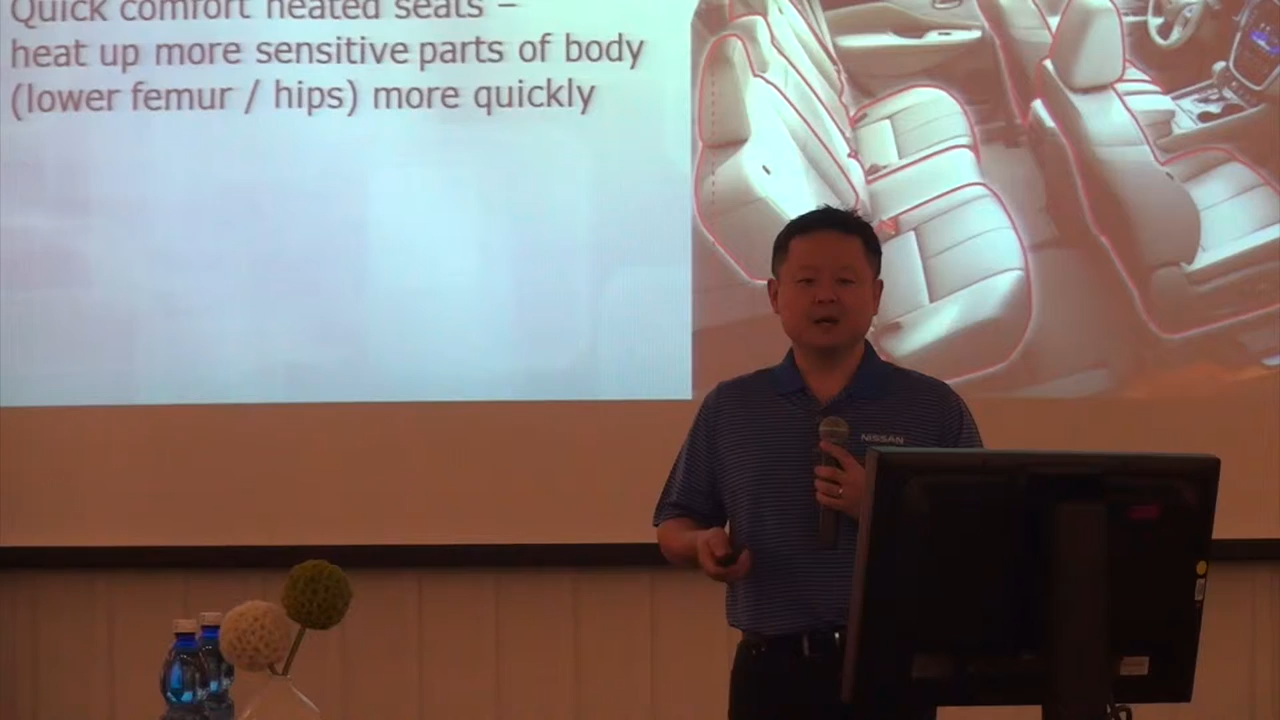 Quick comfort heated seats –
heat up more sensitive parts of body
(lower femur / hips) more quickly
NISSAN